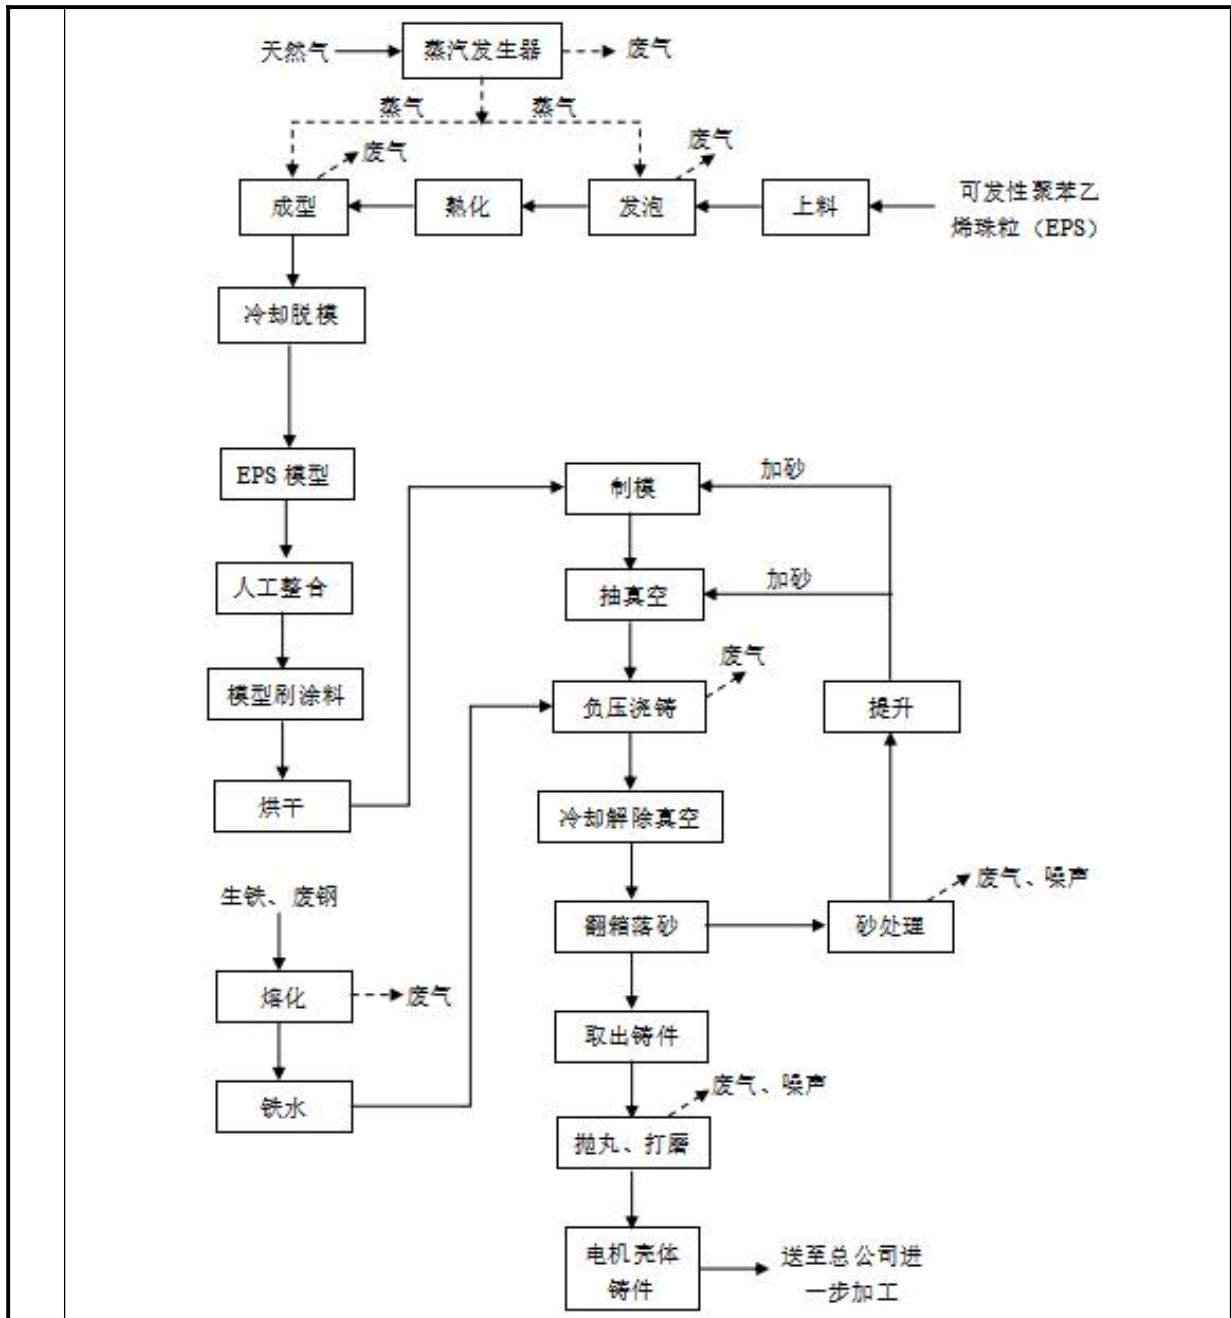 天然气
蒸汽发生器
废气
蒸气
蒸气
废气
废气
成型
熟化
发泡
上料
可发性聚苯乙
烯珠粒（EPS）
冷却脱模
EPS 模型
制模
加砂
人工整合
抽真空
加砂
模型刷涂料
负压浇铸
废气
提升
烘干
冷却解除真空
生铁、废钢
翻箱落砂
砂处理
废气、噪声
熔化
废气
取出铸件
铁水
废气、噪声
抛丸、打磨
电机壳体
铸件
送至总公司进
一步加工